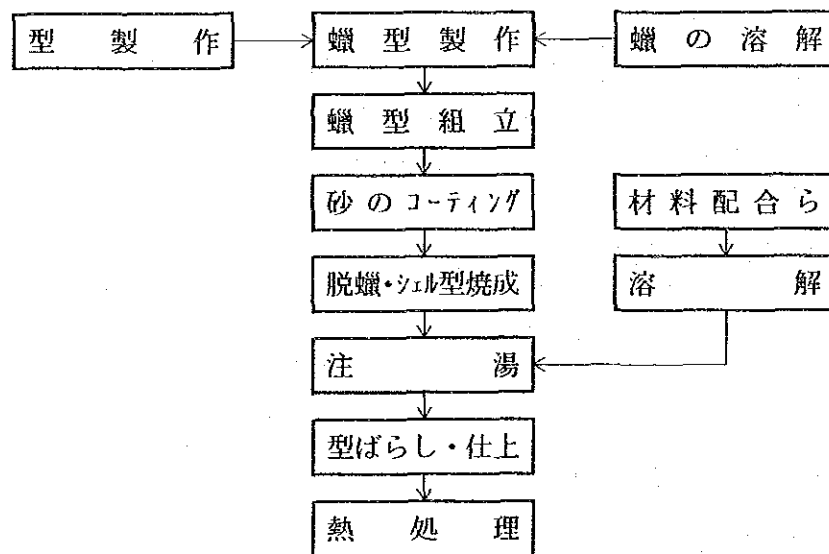 型製作
蠟型製作
蠟の溶解
蠟型組立
砂のコーティング
材料配合ら
脱蠟・シェル型焼成
溶解
注湯
型ばらし・仕上
熱処理